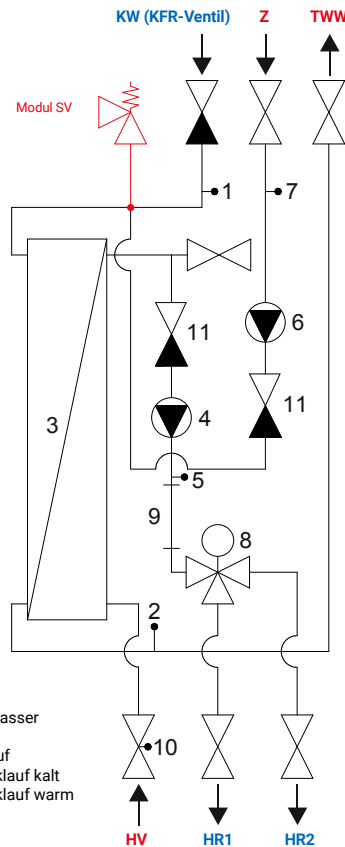 KW (KFR-Ventil) Z TWW
Modul SV
1 7
6
11
4 11
3
5
9
8
2
asser
uf
klauf kalt
klauf warm
10
HV HR1 HR2